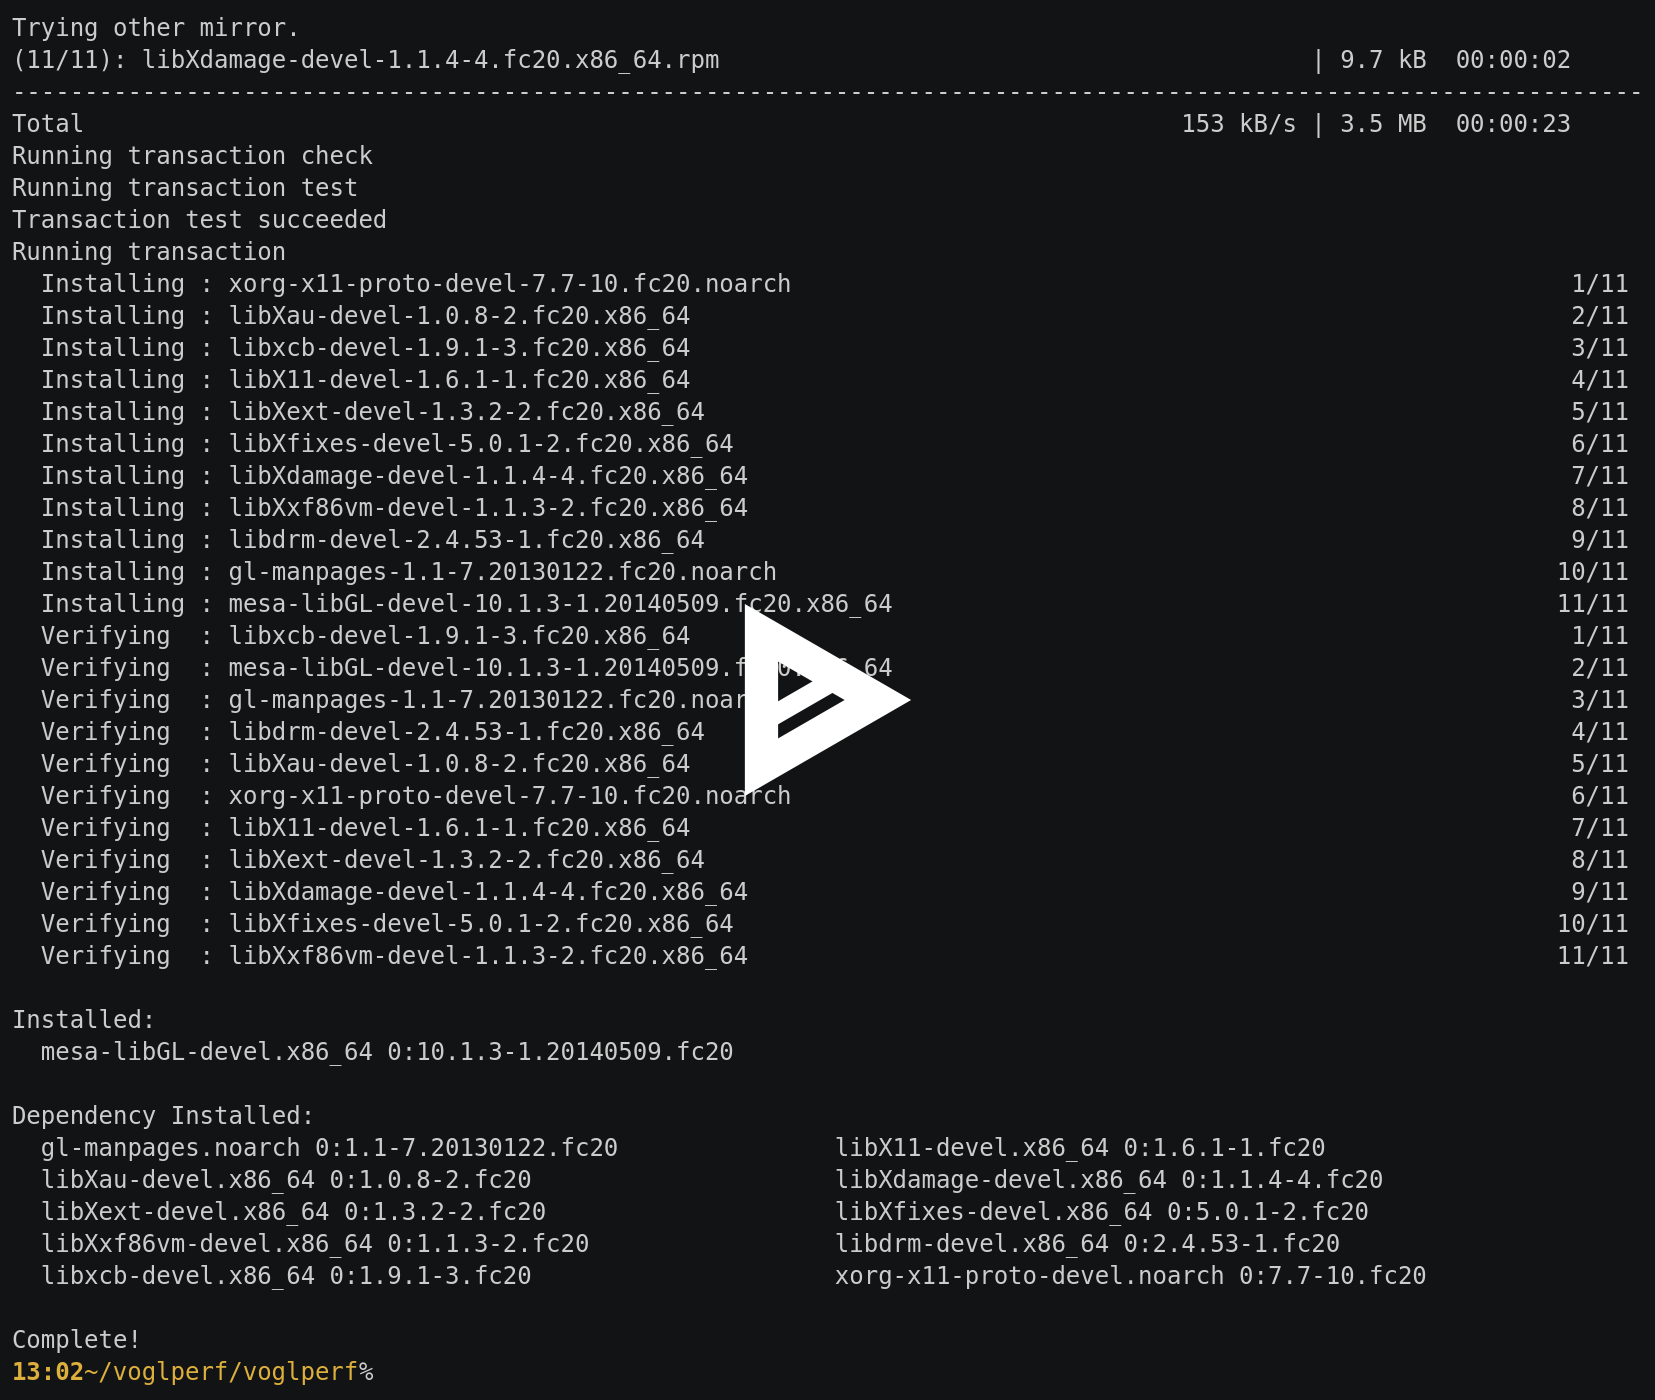 Trying other mirror.
(11/11): libXdamage-devel-1.1.4-4.fc20.x86_64.rpm | 9.7 kB 00:00:02
-----------------------------------------------------------------------------------------------------------------
Total 153 kB/s | 3.5 MB 00:00:23
Running transaction check
Running transaction test
Transaction test succeeded
Running transaction
Installing : xorg-x11-proto-devel-7.7-10.fc20.noarch 1/11
Installing : libXau-devel-1.0.8-2.fc20.x86_64 2/11
Installing : libxcb-devel-1.9.1-3.fc20.x86_64 3/11
Installing : libX11-devel-1.6.1-1.fc20.x86_64 4/11
Installing : libXext-devel-1.3.2-2.fc20.x86_64 5/11
Installing : libXfixes-devel-5.0.1-2.fc20.x86_64 6/11
Installing : libXdamage-devel-1.1.4-4.fc20.x86_64 7/11
Installing : libXxf86vm-devel-1.1.3-2.fc20.x86_64 8/11
Installing : libdrm-devel-2.4.53-1.fc20.x86_64 9/11
Installing : gl-manpages-1.1-7.20130122.fc20.noarch 10/11
Installing : mesa-libGL-devel-10.1.3-1.20140509.fc20.x86_64 11/11
Verifying : libxcb-devel-1.9.1-3.fc20.x86_64 1/11
Verifying : 2/11
Verifying : 3/11
Verifying : libdrm-devel-2.4.53-1.fc20.x86_64 4/11
Verifying : libXau-devel-1.0.8-2.fc20.x86_64 5/11
Verifying : xorg-x11-proto-devel-7.7-10.fc20.noarch 6/11
Verifying : libX11-devel-1.6.1-1.fc20.x86_64 7/11
Verifying : libXext-devel-1.3.2-2.fc20.x86_64 8/11
Verifying : libXdamage-devel-1.1.4-4.fc20.x86_64 9/11
Verifying : libXfixes-devel-5.0.1-2.fc20.x86_64 10/11
Verifying : libXxf86vm-devel-1.1.3-2.fc20.x86_64 11/11
Installed:
mesa-libGL-devel.x86_64 0:10.1.3-1.20140509.fc20
Dependency Installed:
gl-manpages.noarch 0:1.1-7.20130122.fc20 libX11-devel.x86_64 0:1.6.1-1.fc20
libXau-devel.x86_64 0:1.0.8-2.fc20 libXdamage-devel.x86_64 0:1.1.4-4.fc20
libXext-devel.x86_64 0:1.3.2-2.fc20 libXfixes-devel.x86_64 0:5.0.1-2.fc20
libXxf86vm-devel.x86_64 0:1.1.3-2.fc20 libdrm-devel.x86_64 0:2.4.53-1.fc20
libxcb-devel.x86_64 0:1.9.1-3.fc20 xorg-x11-proto-devel.noarch 0:7.7-10.fc20
Complete!
13:02~/voglperf/voglperf%